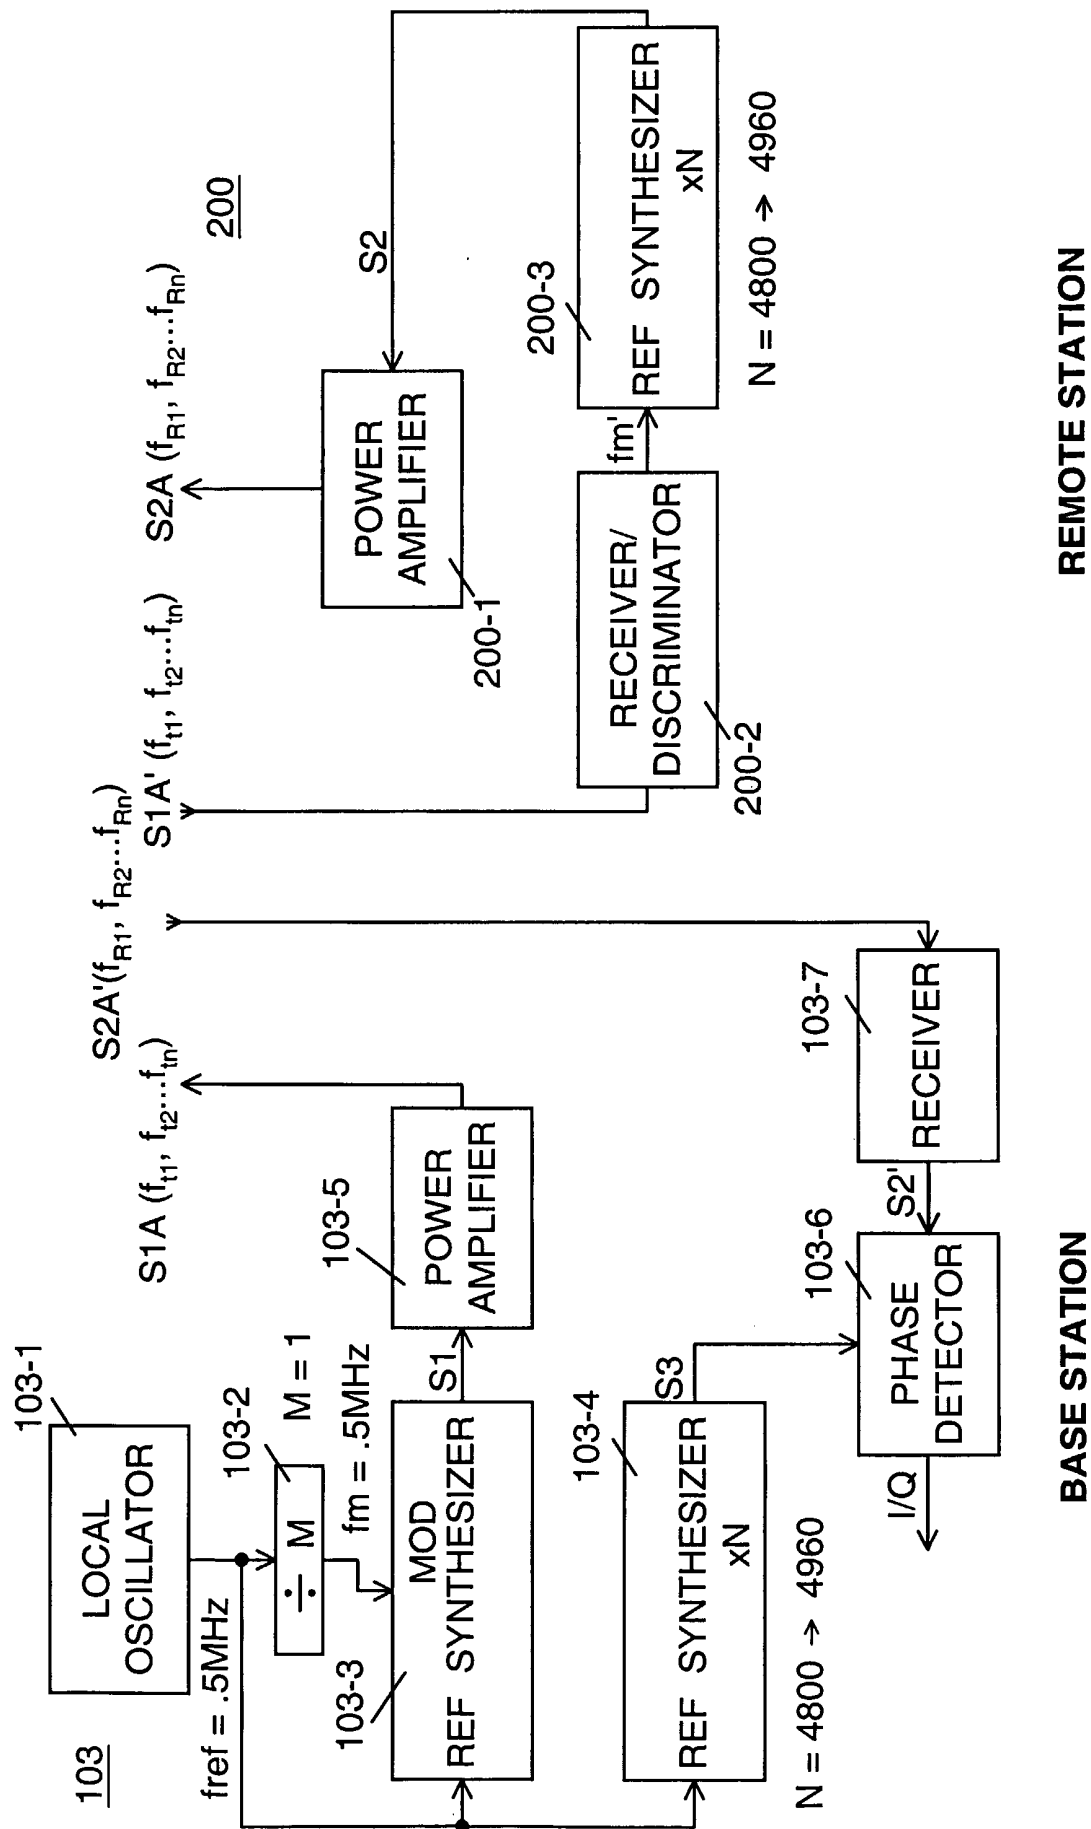 103
LOCAL
OSCILLATOR
103-1
fref = .5MHz
÷ M
103-2
M = 1
fm = .5MHz
MOD
REF SYNTHESIZER
103-3
S1
POWER
AMPLIFIER
103-5
S1A (ft1, ft2...ftn)
S2A'(fR1, fR2...fRn)
REF SYNTHESIZER
xN
103-4
N = 4800 → 4960
S3
PHASE
DETECTOR
103-6
I/Q
S2'
RECEIVER
103-7
BASE STATION
200
S1A' (ft1, ft2...ftn)
S2A (fR1, fR2...fRn)
POWER
AMPLIFIER
200-1
S2
RECEIVER/
DISCRIMINATOR
200-2
fm'
REF SYNTHESIZER
xN
200-3
N = 4800 → 4960
REMOTE STATION